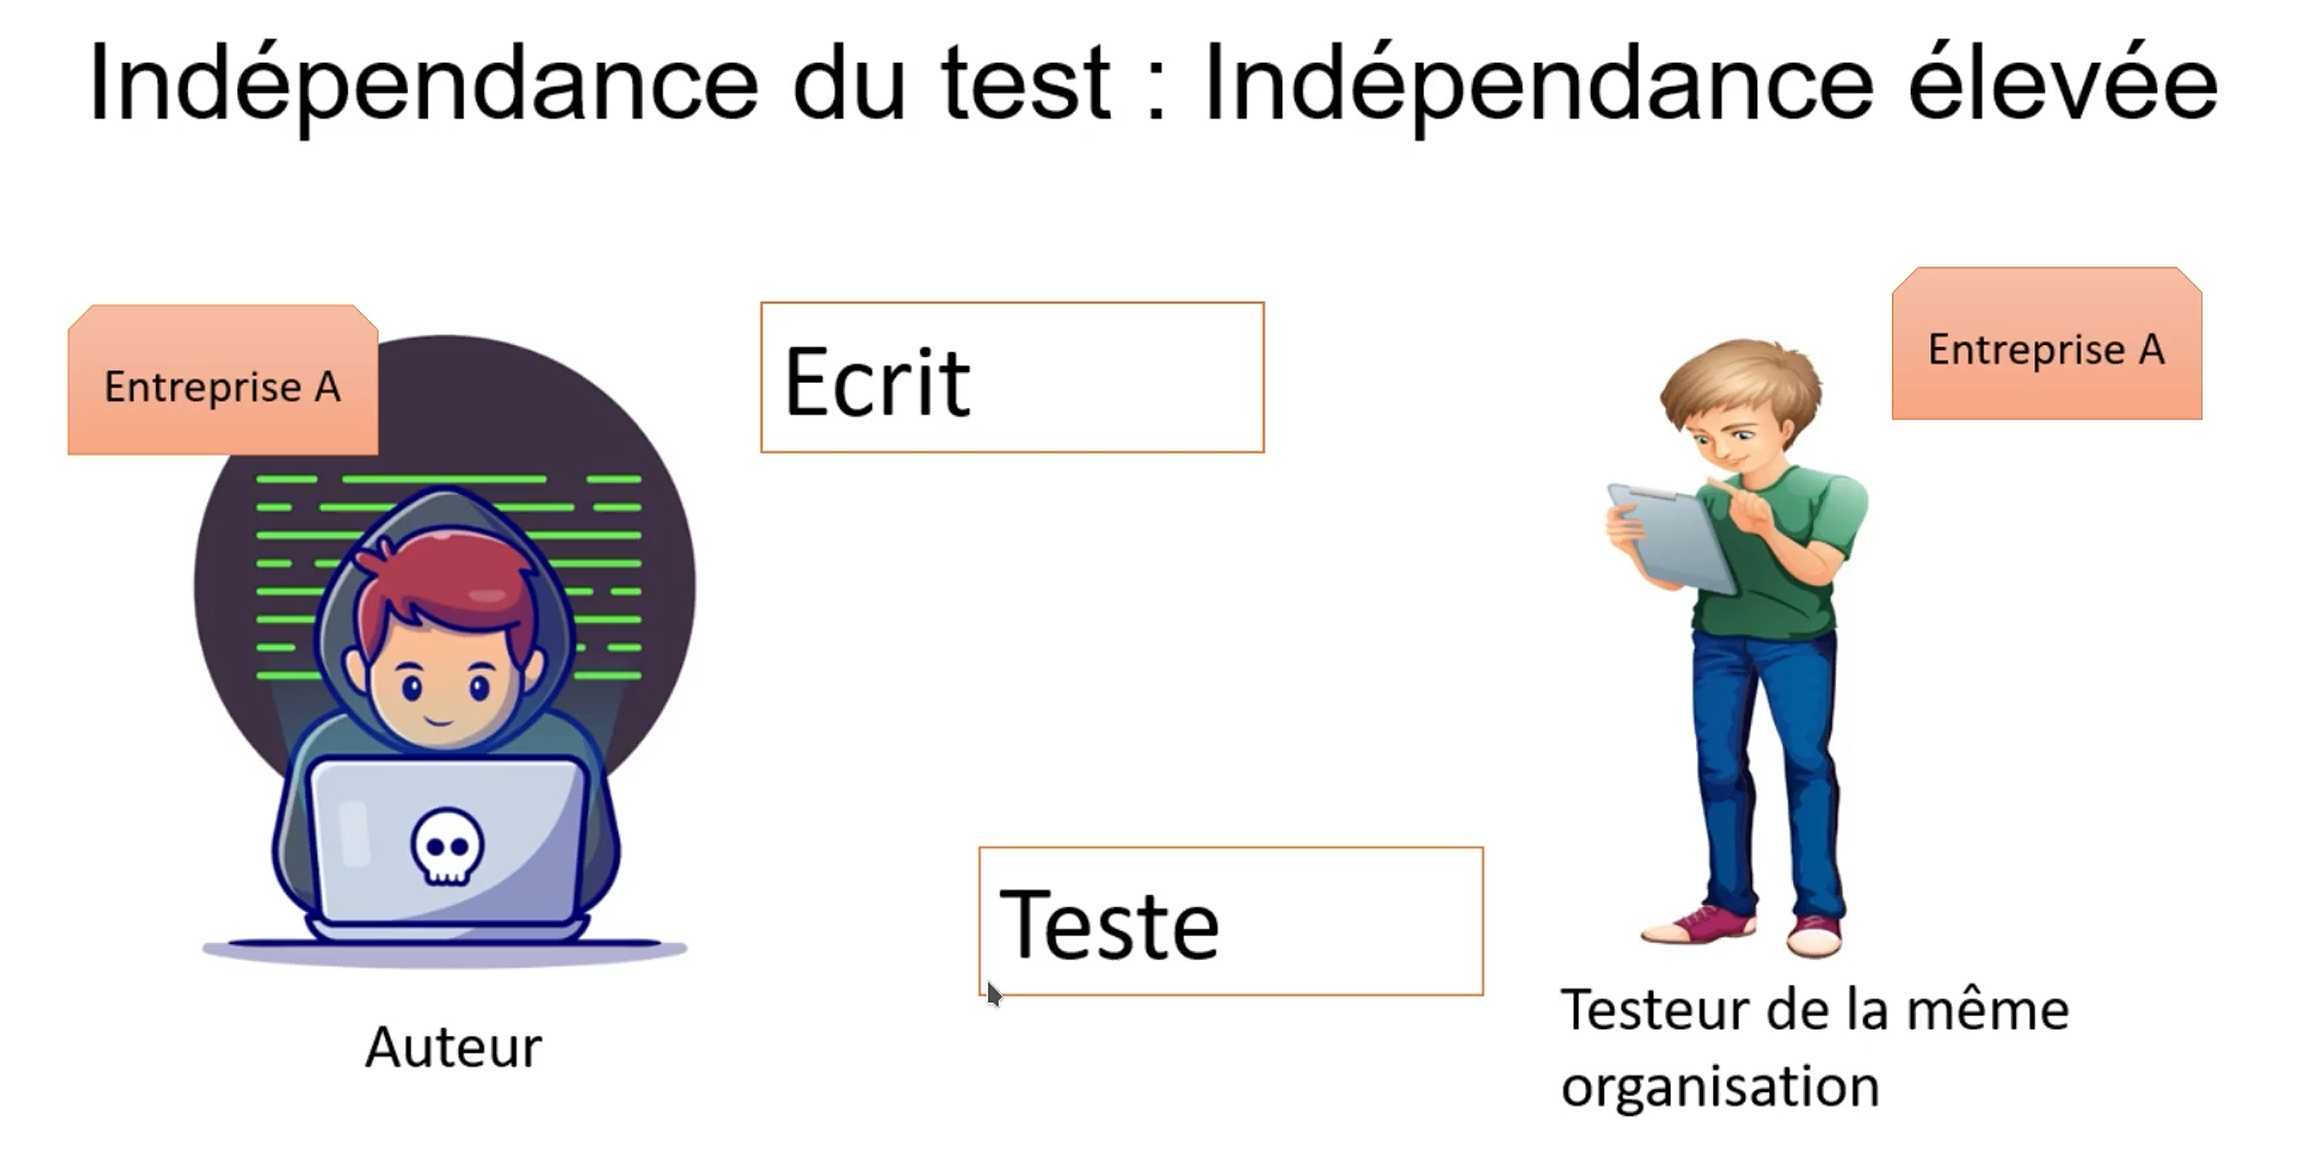 Indépendance du test : Indépendance élevée
Entreprise A
Ecrit
Entreprise A
Teste
Auteur
Testeur de la même
organisation